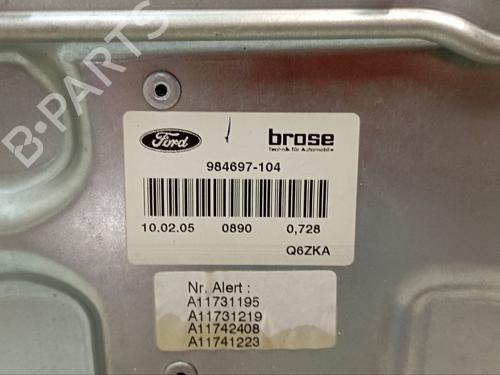 B-PARTS
Ford
brose
Technik für Automobile
984697-104
10.02.05 0890 0,728
Q6ZKA
Nr. Alert :
A11731195
A11731219
A11742408
A11741223